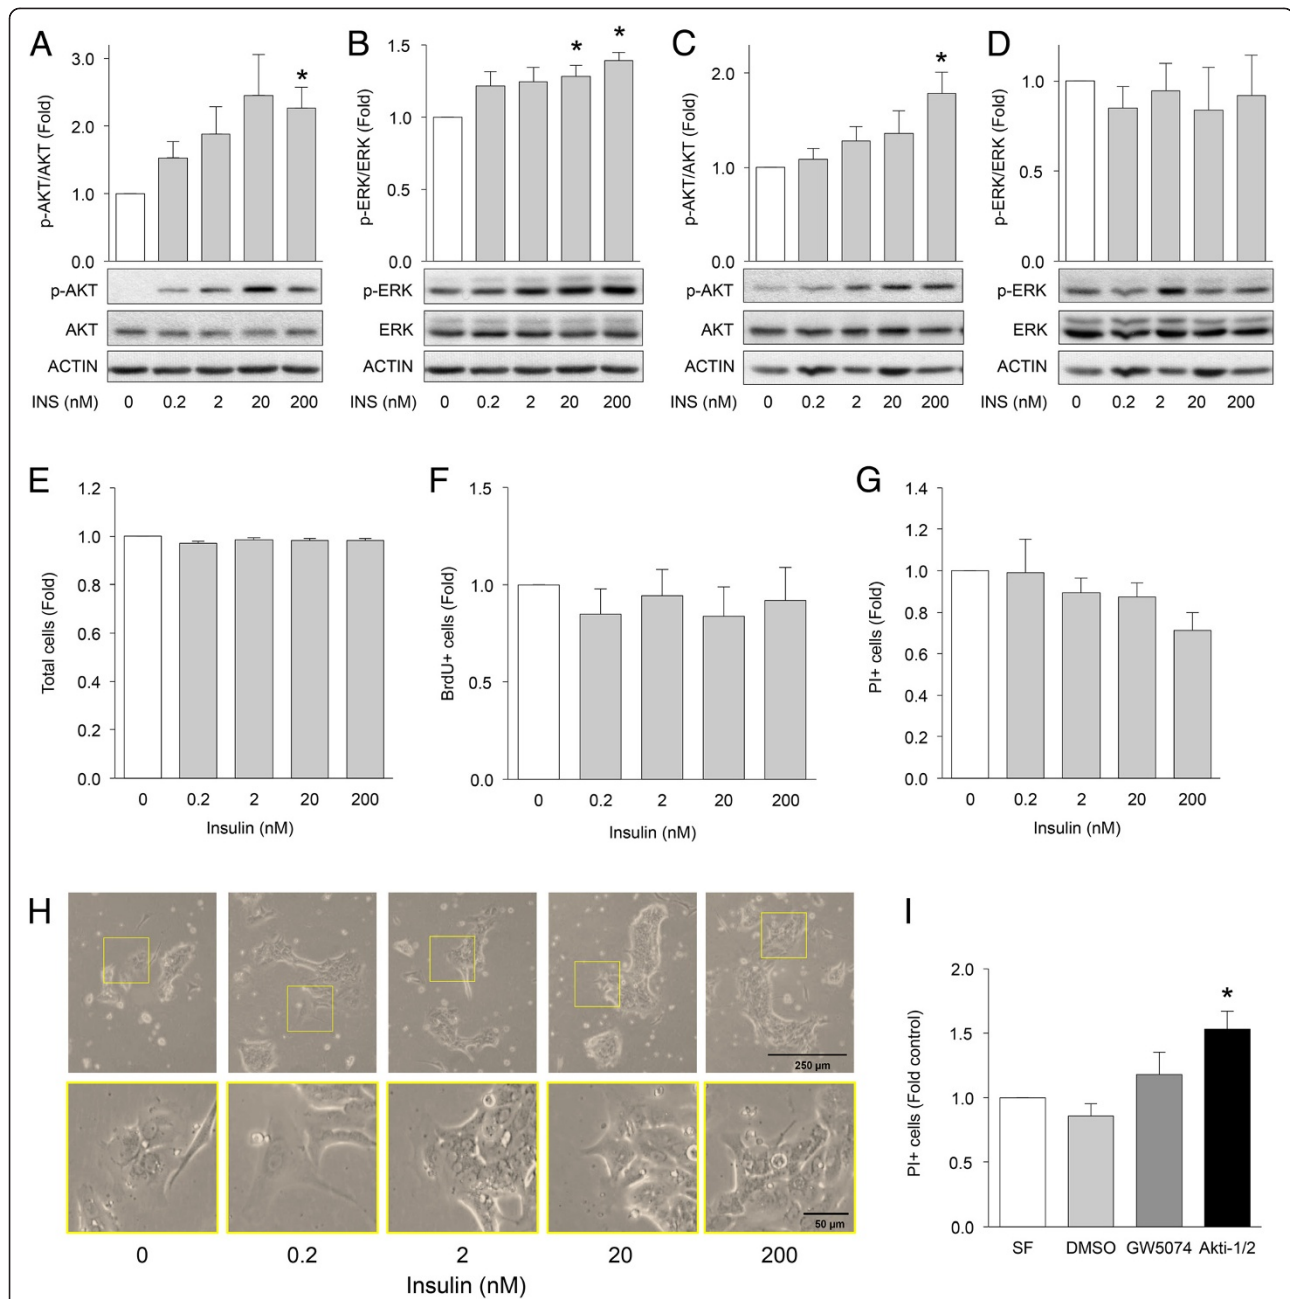 A
B
C
D
p-AKT/AKT (Fold)
3.0
2.0
1.0
0.0
*
p-AKT
AKT
ACTIN
INS (nM)
0 0.2 2 20 200
p-ERK/ERK (Fold)
1.5
1.0
0.5
0.0
* *
p-ERK
ERK
ACTIN
INS (nM)
0 0.2 2 20 200
p-AKT/AKT (Fold)
2.0
1.0
0.0
*
p-AKT
AKT
ACTIN
INS (nM)
0 0.2 2 20 200
p-ERK/ERK (Fold)
1.0
0.5
0.0
p-ERK
ERK
ACTIN
INS (nM)
0 0.2 2 20 200
E
Total cells (Fold)
1.2
1.0
0.8
0.6
0.4
0.2
0.0
0 0.2 2 20 200
Insulin (nM)
F
BrdU+ cells (Fold)
1.5
1.0
0.5
0.0
0 0.2 2 20 200
Insulin (nM)
G
PI+ cells (Fold)
1.4
1.2
1.0
0.8
0.6
0.4
0.2
0.0
0 0.2 2 20 200
Insulin (nM)
H
250 µm
50 µm
0 0.2 2 20 200
Insulin (nM)
I
PI+ cells (Fold control)
2.0
1.5
1.0
0.5
0.0
*
SF DMSO GW5074 Akti-1/2